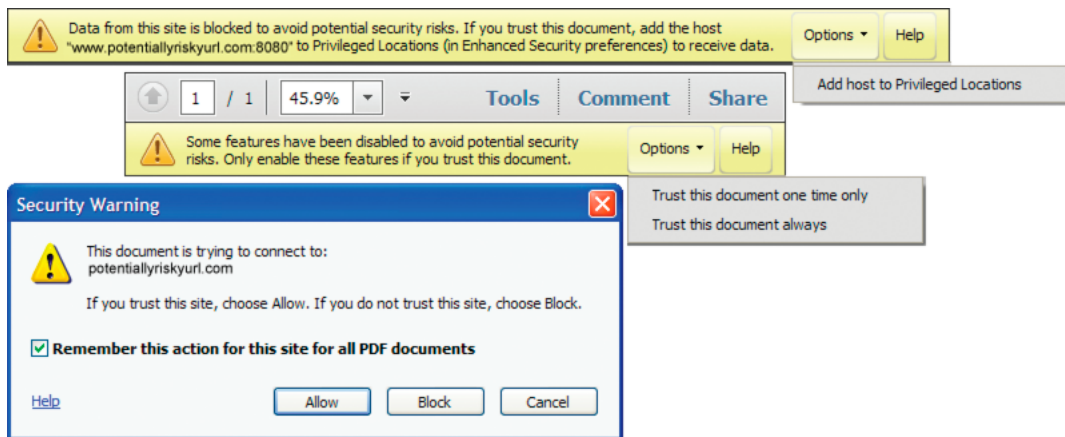 Data from this site is blocked to avoid potential security risks. If you trust this document, add the host
"www.potentiallyriskyurl.com:8080" to Privileged Locations (in Enhanced Security preferences) to receive data.
Options
Help
Add host to Privileged Locations
1 / 1
45.9%
Tools
Comment
Share
Some features have been disabled to avoid potential security
risks. Only enable these features if you trust this document.
Options
Help
Trust this document one time only
Trust this document always
Security Warning
This document is trying to connect to:
potentiallyriskyurl.com
If you trust this site, choose Allow. If you do not trust this site, choose Block.
Remember this action for this site for all PDF documents
Help
Allow
Block
Cancel